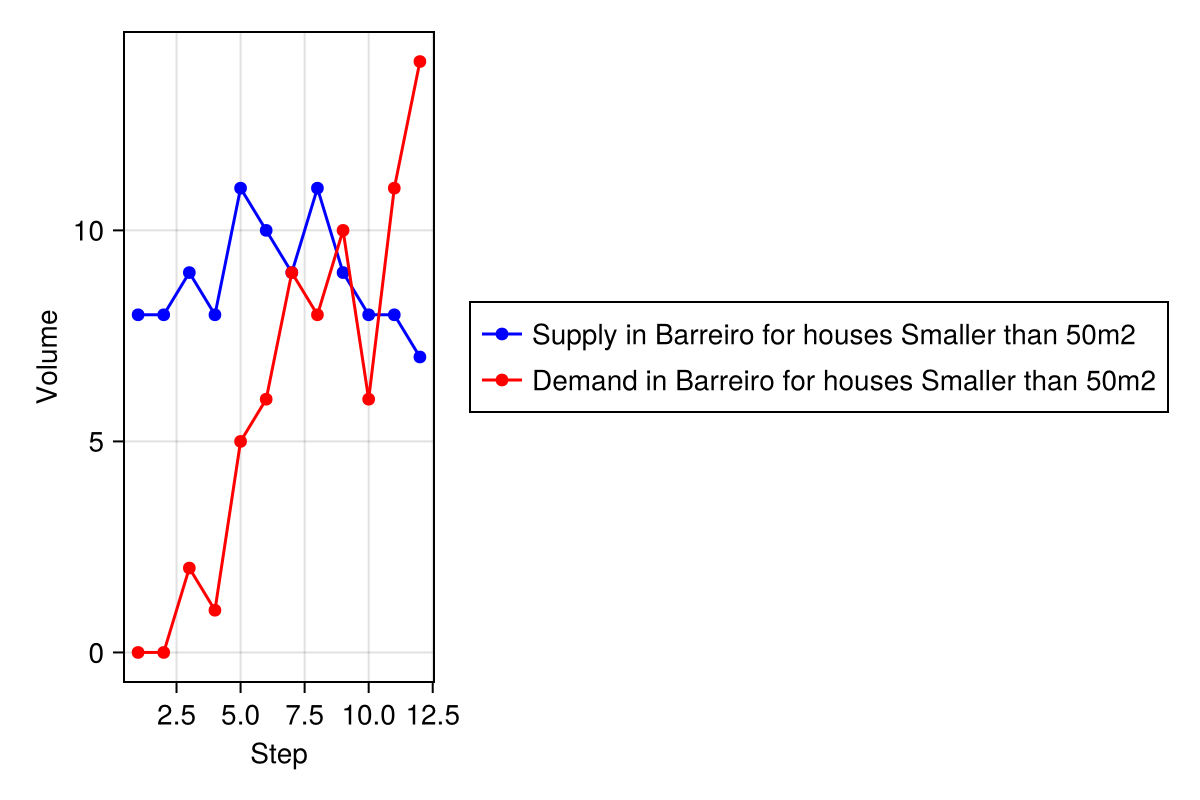 10
5
0
Volume
2.5 5.0 7.5 10.0 12.5
Step
Supply in Barreiro for houses Smaller than 50m2
Demand in Barreiro for houses Smaller than 50m2